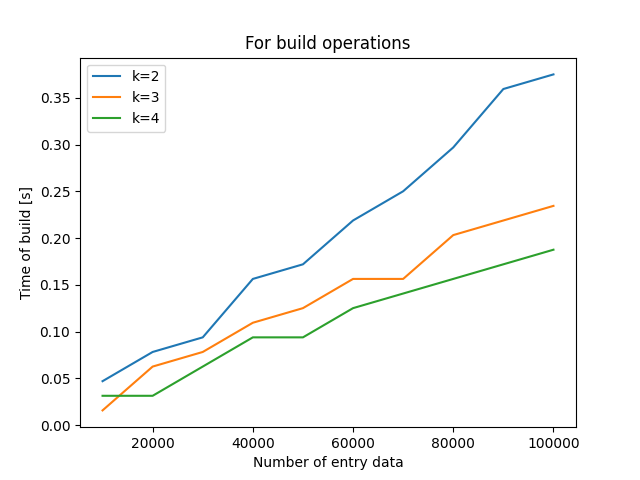 For build operations
k=2
k=3
k=4
Time of build [s]
0.35
0.30
0.25
0.20
0.15
0.10
0.05
0.00
20000 40000 60000 80000 100000
Number of entry data